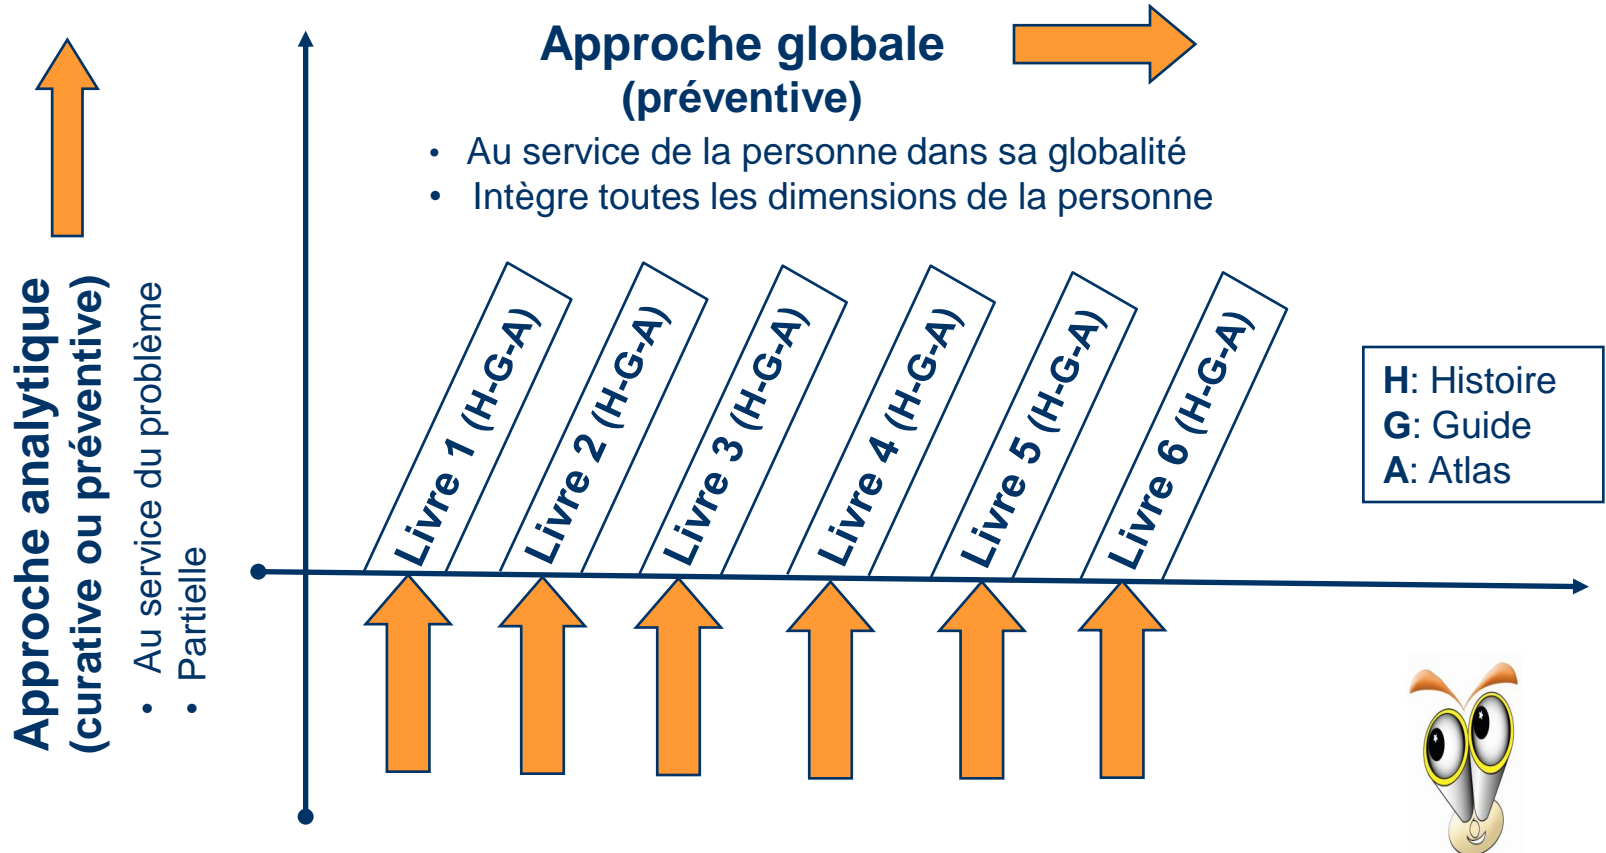 Approche globale
(préventive)
• Au service de la personne dans sa globalité
• Intègre toutes les dimensions de la personne
Approche analytique
(curative ou préventive)
• Au service du problème
• Partielle
Livre 1 (H-G-A)
Livre 2 (H-G-A)
Livre 3 (H-G-A)
Livre 4 (H-G-A)
Livre 5 (H-G-A)
Livre 6 (H-G-A)
H: Histoire
G: Guide
A: Atlas